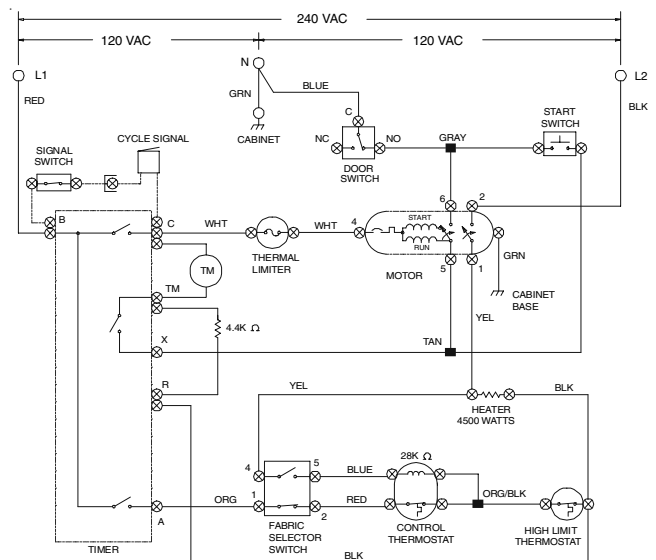 240 VAC
120 VAC
120 VAC
L1
N
L2
RED
GRN
BLUE
BLK
CABINET
C
NC
NO
DOOR
SWITCH
GRAY
START
SWITCH
SIGNAL
SWITCH
CYCLE SIGNAL
B
C
WHT
THERMAL
LIMITER
WHT
4
6
2
START
RUN
MOTOR
5
1
GRN
CABINET
BASE
TM
TM
4.4K Ω
X
TAN
YEL
R
YEL
HEATER
4500 WATTS
BLK
4
5
BLUE
28K Ω
ORG/BLK
A
ORG
1
2
RED
FABRIC
SELECTOR
SWITCH
CONTROL
THERMOSTAT
HIGH LIMIT
THERMOSTAT
TIMER
BLK